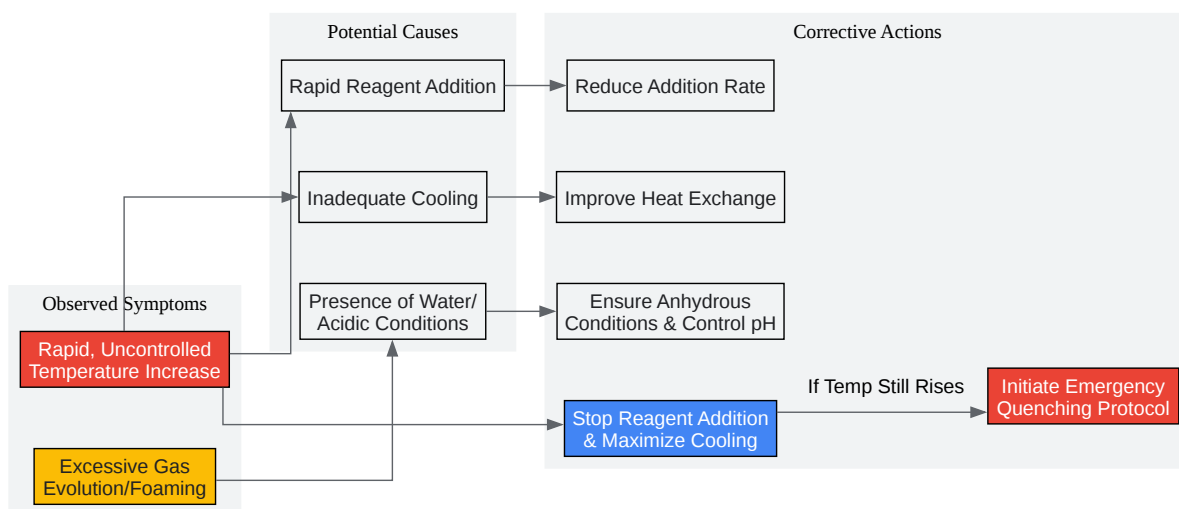 Potential Causes
Corrective Actions
Rapid Reagent Addition
Reduce Addition Rate
Inadequate Cooling
Improve Heat Exchange
Observed Symptoms
Presence of Water/
Acidic Conditions
Ensure Anhydrous
Conditions & Control pH
Rapid, Uncontrolled
Temperature Increase
Stop Reagent Addition
& Maximize Cooling
If Temp Still Rises
Initiate Emergency
Quenching Protocol
Excessive Gas
Evolution/Foaming